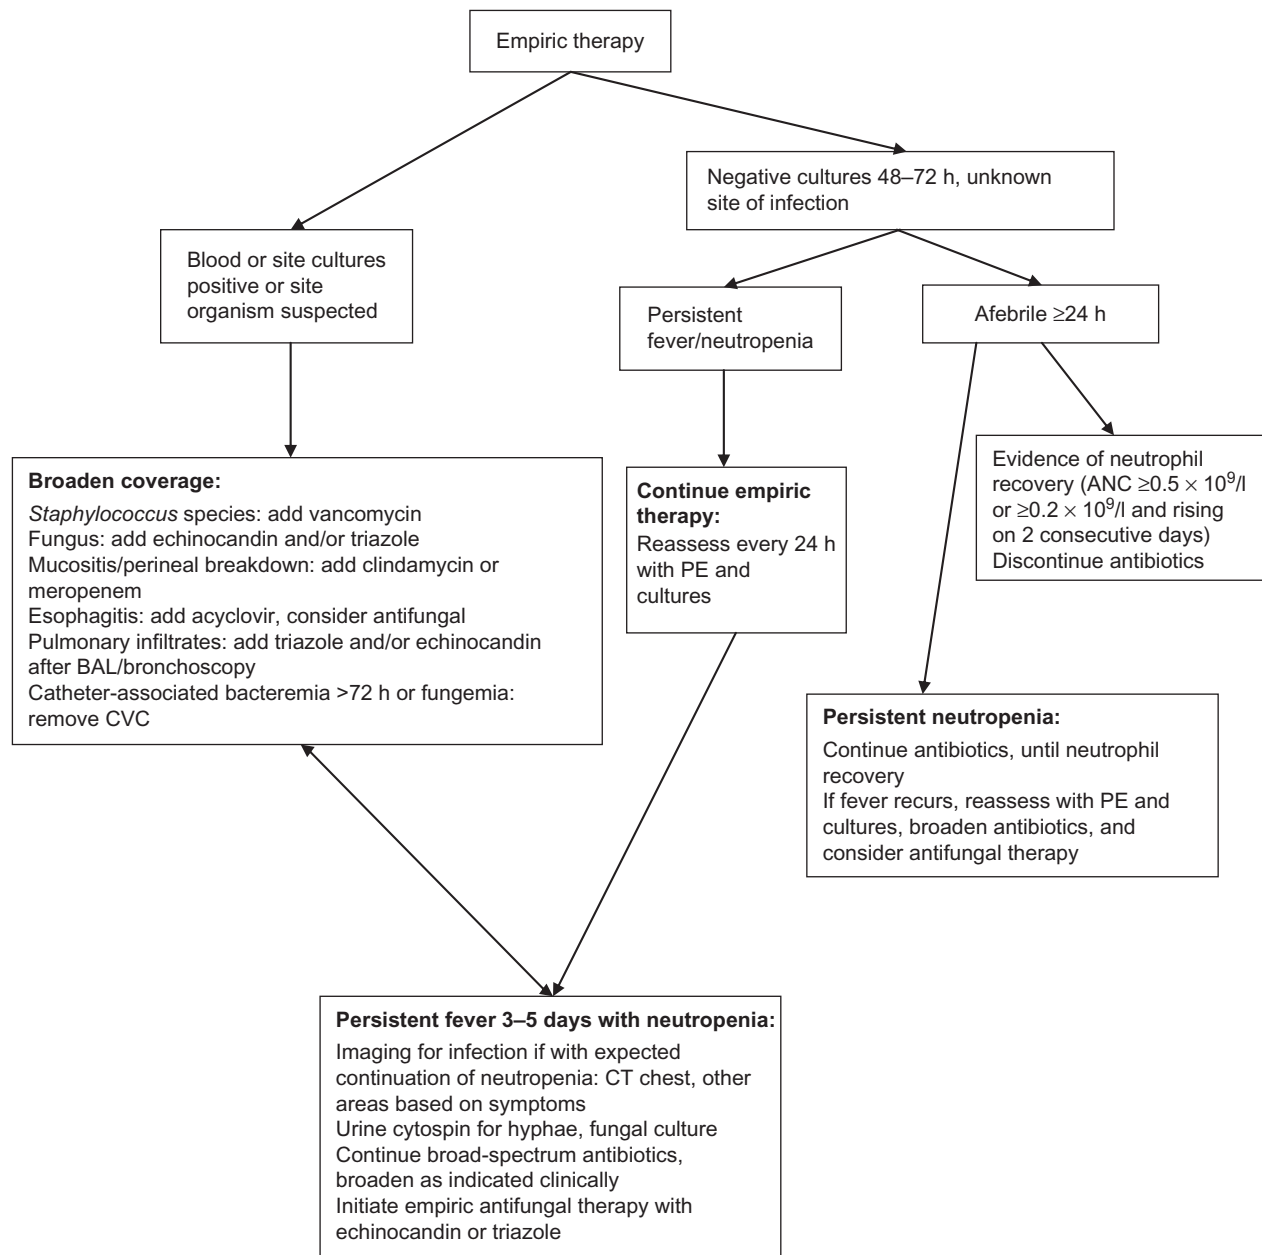 Empiric therapy
Negative cultures 48–72 h, unknown
site of infection
Blood or site cultures
positive or site
organism suspected
Persistent
fever/neutropenia
Afebrile ≥24 h
Broaden coverage:
Staphylococcus species: add vancomycin
Fungus: add echinocandin and/or triazole
Mucositis/perineal breakdown: add clindamycin or
meropenem
Esophagitis: add acyclovir, consider antifungal
Pulmonary infiltrates: add triazole and/or echinocandin
after BAL/bronchoscopy
Catheter-associated bacteremia >72 h or fungemia:
remove CVC
Continue empiric
therapy:
Reassess every 24 h
with PE and
cultures
Evidence of neutrophil
recovery (ANC ≥0.5 × 10⁹/l
or ≥0.2 × 10⁹/l and rising
on 2 consecutive days)
Discontinue antibiotics
Persistent neutropenia:
Continue antibiotics, until neutrophil
recovery
If fever recurs, reassess with PE and
cultures, broaden antibiotics, and
consider antifungal therapy
Persistent fever 3–5 days with neutropenia:
Imaging for infection if with expected
continuation of neutropenia: CT chest, other
areas based on symptoms
Urine cytospin for hyphae, fungal culture
Continue broad-spectrum antibiotics,
broaden as indicated clinically
Initiate empiric antifungal therapy with
echinocandin or triazole